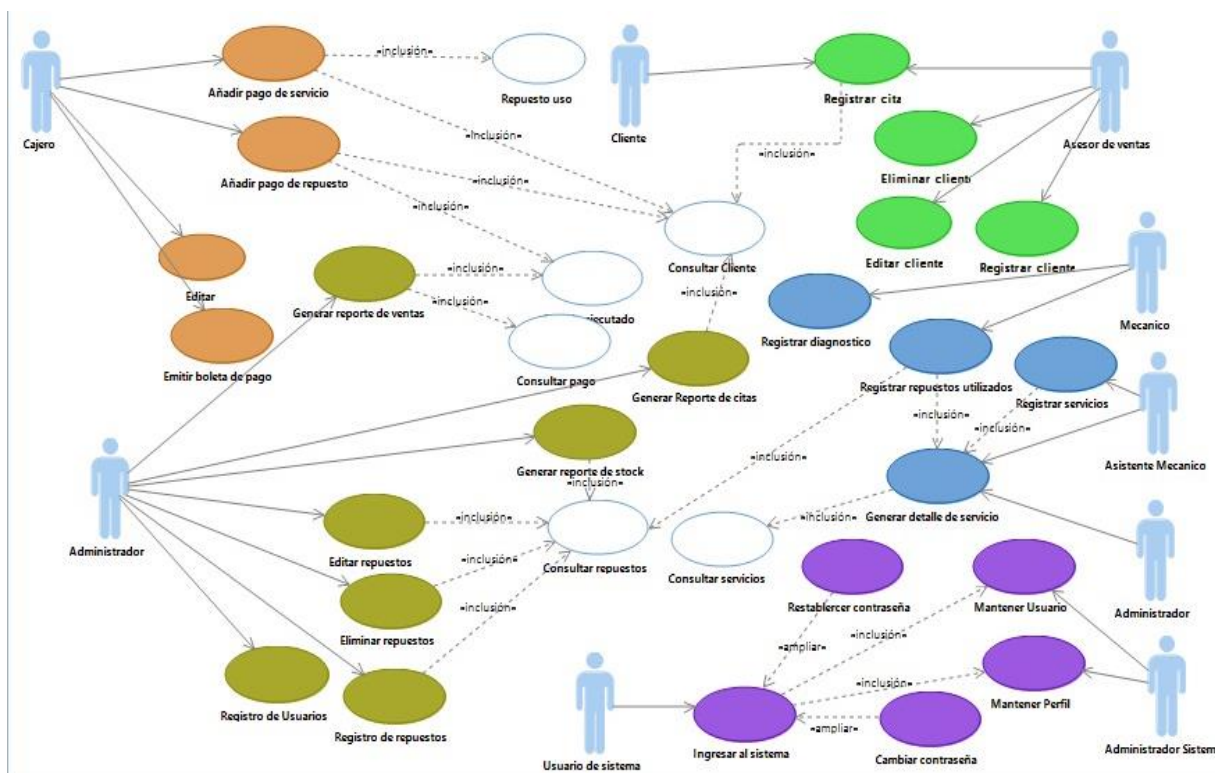 «inclusión»
Añadir pago de servicio
Repuesto uso
Cajero
Cliente
Registrar cita
Asesor de ventas
«Inclusión»
«inclusión»
Añadir pago de repuesto
«inclusión»
«inclusión»
Eliminar client
Consultar Cliente
Editar cliente
Registrar cliente
Editar
«inclusión»
Generar reporte de ventas
ejecutado
«inclusión»
«inclusión»
Registrar diagnostico
Mecanico
Emitir boleta de pago
Consultar pago
Generar Reporte de citas
Registrar repuestos utilizados
Registrar servicios
«inclusión»
«inclusión»
Generar reporte de stock
«inclusión»
«inclusión»
Asistente Mecanico
Administrador
«inclusión»
Editar repuestos
Consultar repuestos
«inclusión»
Generar detalle de servicio
Consultar servicios
«inclusión»
«inclusión»
Eliminar repuestos
Restablercer contraseña
Mantener Usuario
Administrador
«inclusión»
«ampliar»
«inclusión»
Registro de Usuarios
Registro de repuestos
Mantener Perfil
«ampliar»
Usuario de sistema
Ingresar al sistema
Cambiar contraseña
Administrador Sistem